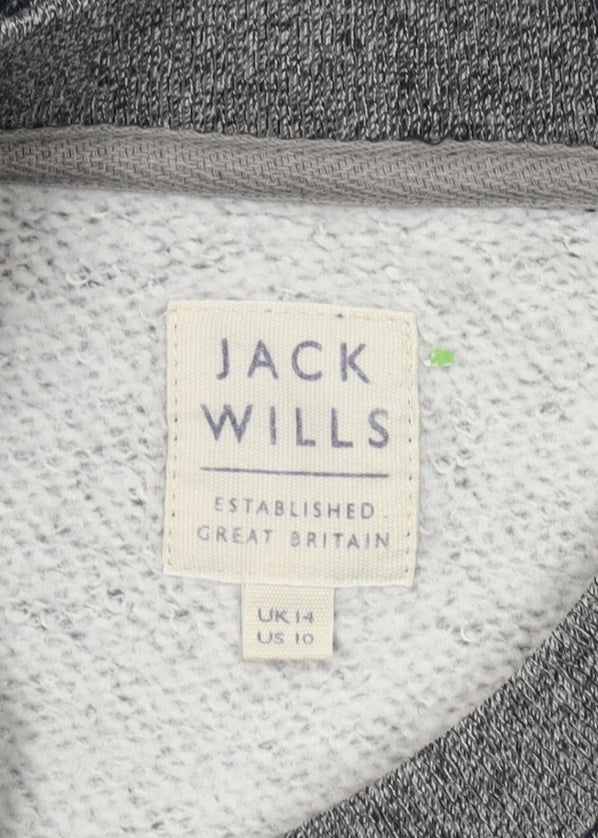 JACK
WILLS
ESTABLISHED
GREAT BRITAIN
UK 14
US 10